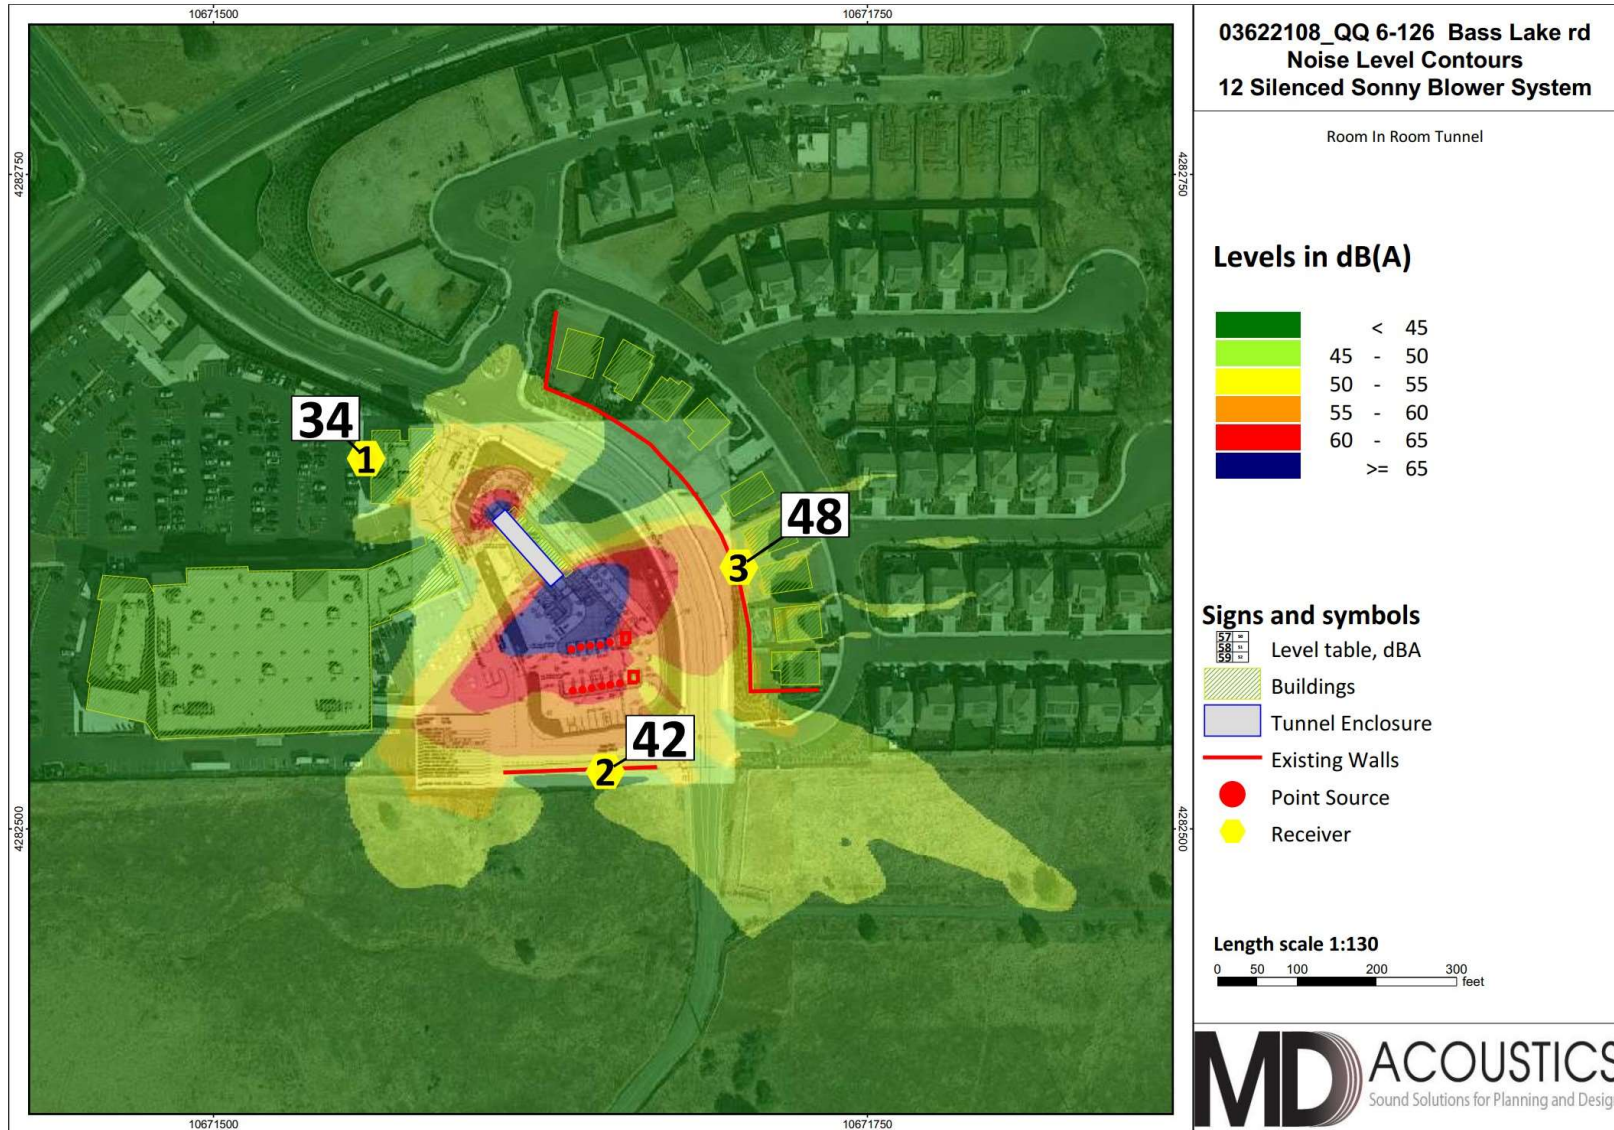 10671500
10671750
4282750
4282750
34
1
48
3
42
2
4282500
4282500
10671500
10671750
03622108_QQ 6-126 Bass Lake rd
Noise Level Contours
12 Silenced Sonny Blower System
Room In Room Tunnel
Levels in dB(A)
< 45
45 - 50
50 - 55
55 - 60
60 - 65
>= 65
Signs and symbols
57
58
59
Level table, dBA
Buildings
Tunnel Enclosure
Existing Walls
Point Source
Receiver
Length scale 1:130
0 50 100 200 300
feet
MD ACOUSTICS
Sound Solutions for Planning and Desig